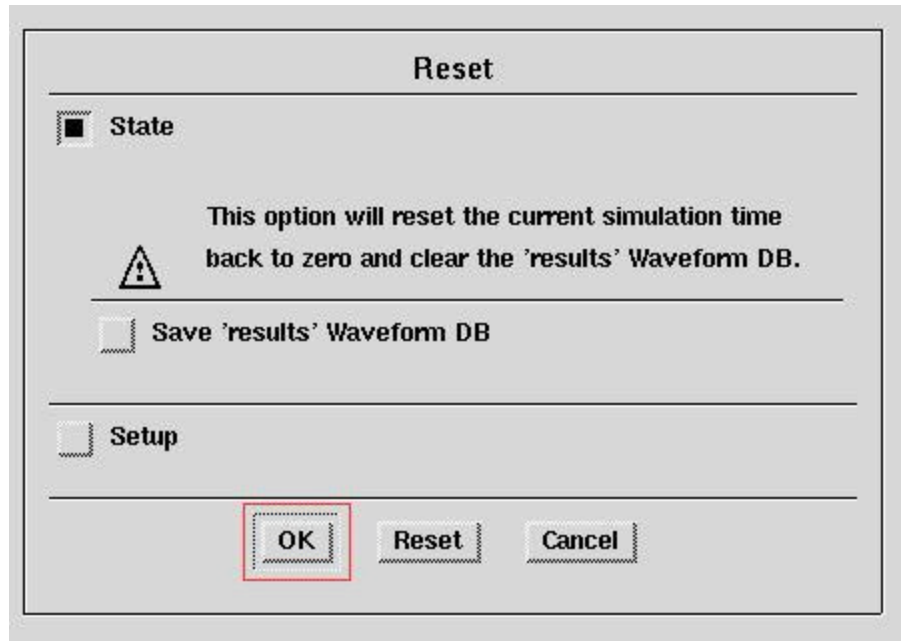 Reset
State
This option will reset the current simulation time
back to zero and clear the 'results' Waveform DB.
Save 'results' Waveform DB
Setup
OK Reset Cancel